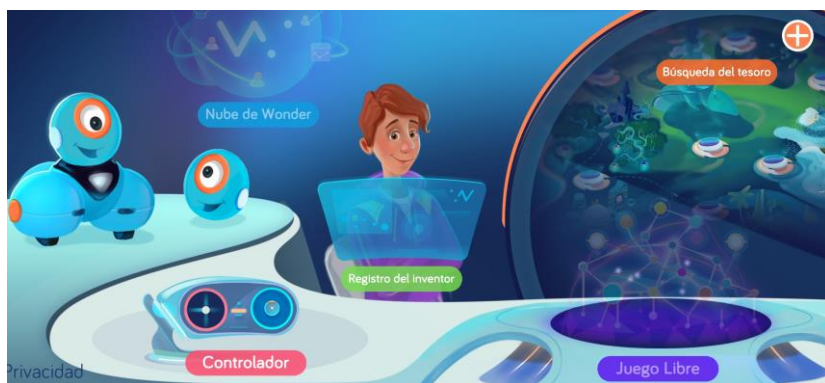 Búsqueda del tesoro
Nube de Wonder
Registro del inventor
Controlador
Juego Libre
Privacidad